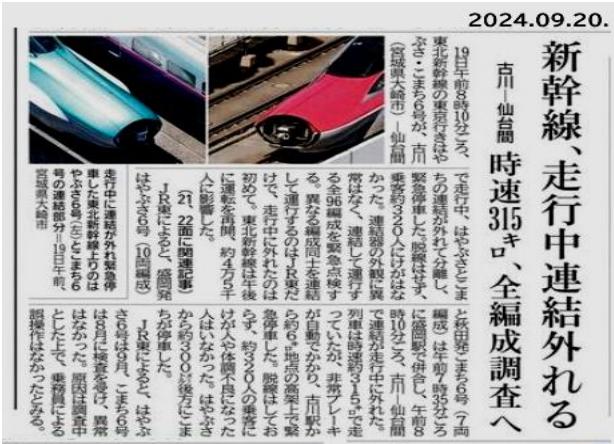 2024.09.20.
新幹線、走行中連結外れる
古川―仙台間 時速315㌔、全編成調査へ
19日午前8時10分ごろ、
東北新幹線の東京行きはや
ぶさ・こまち6号が、古川
(宮城県大崎市)―仙台間
で走行中、はやぶさとこま
ちの連結が外れて分離し、
緊急停車した。脱線はせず、
乗客約320人にけがはな
かった。連結器の外観に異
常はなく、連結して運行す
る全96編成を緊急点検す
る。異なる編成同士を連結
して運行するのはJR東だ
けで、走行中に外れたのは
初めて。東北新幹線は午後
に運転を再開、約4万5千
人に影響した。
(21、22面に関連記事)
JR東によると、盛岡発
はやぶさ6号(10両編成)
走行中に連結が外れ緊急停
車した東北新幹線上りのは
やぶさ6号(左)とこまち6
号の連結部分=19日午前、
宮城県大崎市
と秋田発こまち6号(7両
編成)は午前7時35分ごろ
に盛岡駅で併合し、午前8
時10分ごろ、古川―仙台間
で連結が走行中に外れた。
列車は時速約315㌔で走
っていたが、非常ブレーキ
が自動でかかり、古川駅か
ら約6㌔地点の高架上で緊
急停車した。脱線はしてお
らず、約320人の乗客に
けが人や体調不良になった
人はいなかった。はやぶさ
から約300㍍後方にこま
ちが停車した。
JR東によると、はやぶ
さ6号は9月、こまち6号
は8月に検査を受け、異常
はなかった。原因は調査中
とした上で、乗務員による
誤操作はなかったとみる。